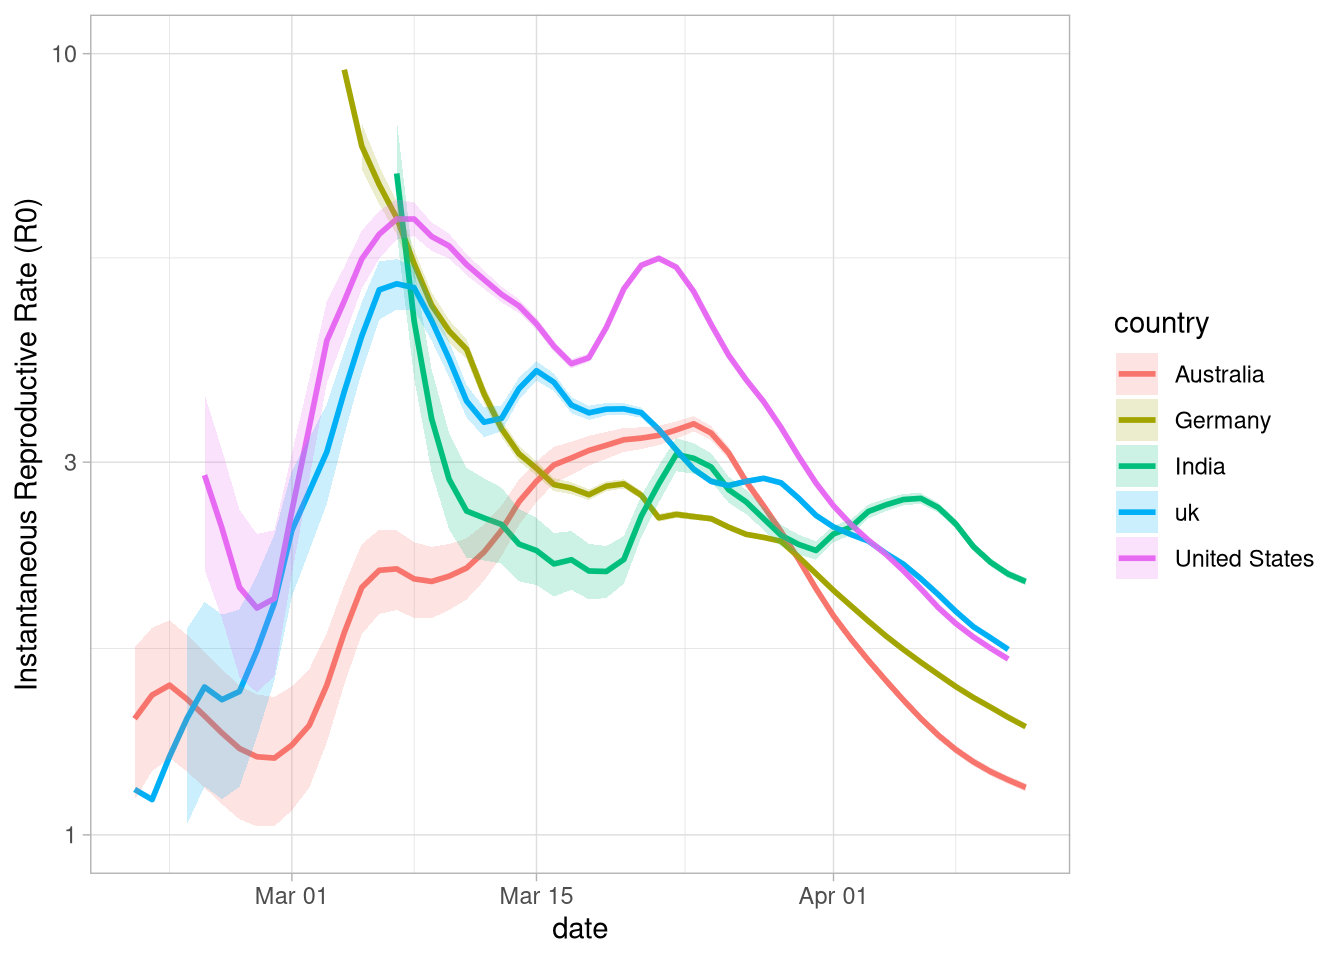 Instantaneous Reproductive Rate (R0)
10
3
1
Mar 01
Mar 15
Apr 01
date
country
Australia
Germany
India
uk
United States